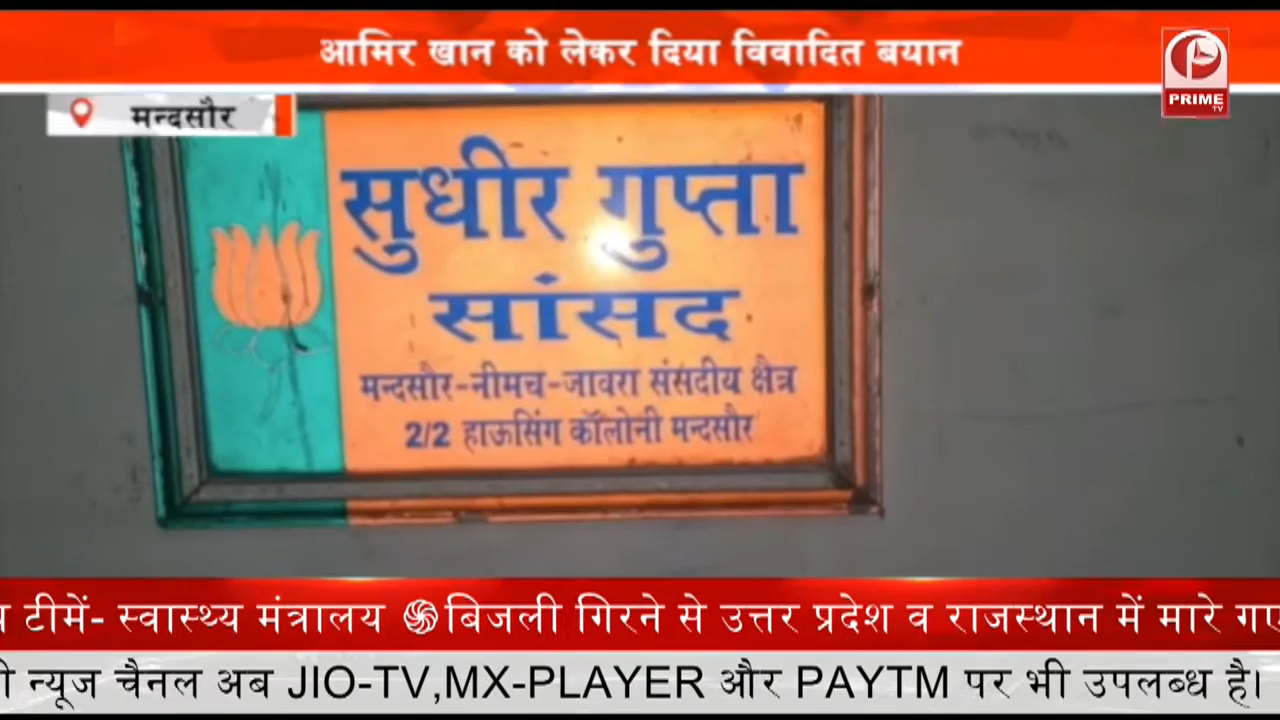 आमिर खान को लेकर दिया विवादित बयान
PRIME
TV
मन्दसौर
सुधीर गुप्ता
सांसद
मन्दसौर-नीमच-जावरा संसदीय क्षैत्र
2/2 हाऊसिंग कॉलोनी मन्दसौर
टीमें- स्वास्थ्य मंत्रालय बिजली गिरने से उत्तर प्रदेश व राजस्थान में मारे
न्यूज चैनल अब JIO-TV,MX-PLAYER और PAYTM पर भी उपलब्ध है।